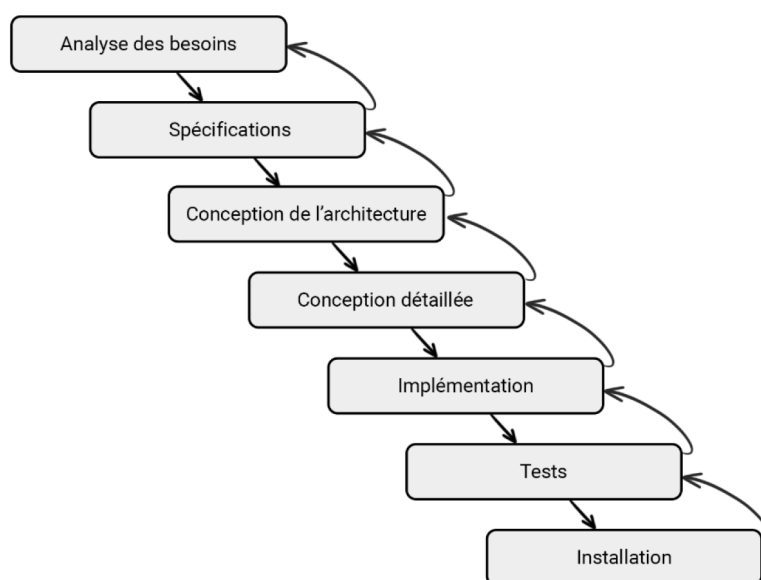 Analyse des besoins
Spécifications
Conception de l’architecture
Conception détaillée
Implémentation
Tests
Installation